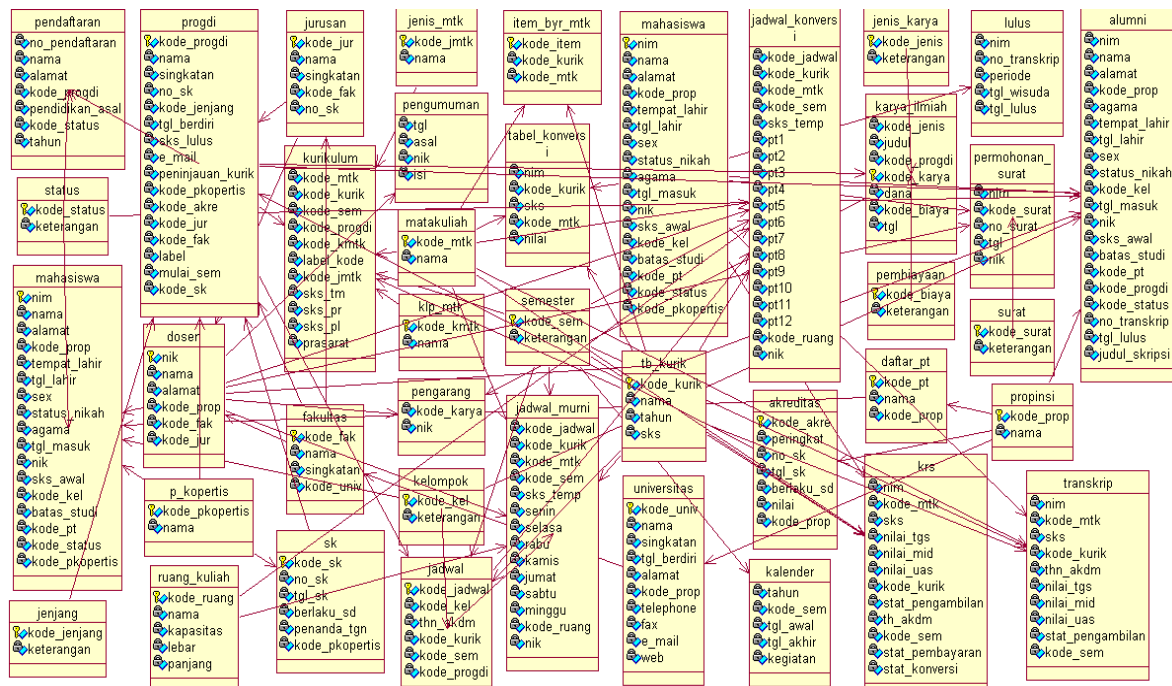 pendaftaran
no_pendaftaran
nama
alamat
kode_progdi
pendidikan_asal
kode_status
tahun
status
kode_status
keterangan
mahasiswa
nim
nama
alamat
kode_prop
tempat_lahir
tgl_lahir
sex
status_nikah
agama
tgl_masuk
nik
sks_awal
kode_kel
batas_studi
kode_pt
kode_status
kode_pkopertis
jenjang
kode_jenjang
keterangan
progdi
kode_progdi
nama
singkatan
no_sk
kode_jenjang
tgl_berdiri
sks_lulus
e_mail
peninjauan_kurik
kode_pkopertis
kode_akre
kode_jur
kode_fak
label
mulai_sem
kode_sk
dosen
nik
nama
alamat
kode_prop
kode_fak
kode_jur
p_kopertis
kode_pkopertis
nama
ruang_kuliah
kode_ruang
nama
kapasitas
lebar
panjang
jurusan
kode_jur
nama
singkatan
kode_fak
no_sk
kurikulum
kode_mtk
kode_kurik
kode_sem
kode_progdi
kode_kmtk
label_kode
kode_jmtk
sks_tm
sks_pr
sks_pl
prasarat
fakultas
kode_fak
nama
singkatan
kode_univ
sk
kode_sk
no_sk
tgl_sk
berlaku_sd
penanda_tgn
kode_pkopertis
jenis_mtk
kode_jmtk
nama
pengumuman
tgl
asal
nik
isi
matakuliah
kode_mtk
nama
klp_mtk
kode_kmtk
nama
pengarang
kode_karya
nik
kelompok
kode_kel
keterangan
jadwal
kode_jadwal
kode_kel
thn_akdm
kode_kurik
kode_sem
kode_progdi
item_byr_mtk
kode_item
kode_kurik
kode_mtk
tabel_konvers
i
nim
kode_kurik
sks
kode_mtk
nilai
semester
kode_sem
keterangan
jadwal_murni
kode_jadwal
kode_kurik
kode_mtk
kode_sem
sks_temp
senin
selasa
rabu
kamis
jumat
sabtu
minggu
kode_ruang
nik
mahasiswa
nim
nama
alamat
kode_prop
tempat_lahir
tgl_lahir
sex
status_nikah
agama
tgl_masuk
nik
sks_awal
kode_kel
batas_studi
kode_pt
kode_status
kode_pkopertis
tb_kurik
kode_kurik
nama
tahun
sks
universitas
kode_univ
nama
singkatan
tgl_berdiri
alamat
kode_prop
telephone
fax
e_mail
web
jadwal_konvers
i
kode_jadwal
kode_kurik
kode_mtk
kode_sem
sks_temp
pt1
pt2
pt3
pt4
pt5
pt6
pt7
pt8
pt9
pt10
pt11
pt12
kode_ruang
nik
akreditas
kode_akre
peringkat
no_sk
tgl_sk
berlaku_sd
nilai
kode_prop
kalender
tahun
kode_sem
tgl_awal
tgl_akhir
kegiatan
jenis_karya
kode_jenis
keterangan
karya_ilmiah
kode_jenis
judul
kode_progdi
kode_karya
dana
kode_biaya
tgl
pembiayaan
kode_biaya
keterangan
daftar_pt
kode_pt
nama
kode_prop
krs
nim
kode_mtk
sks
nilai_tgs
nilai_mid
nilai_uas
kode_kurik
stat_pengambilan
th_akdm
kode_sem
stat_pembayaran
stat_konversi
lulus
nim
no_transkrip
periode
tgl_wisuda
tgl_lulus
permohonan_
surat
nim
kode_surat
no_surat
tgl
nik
surat
kode_surat
keterangan
propinsi
kode_prop
nama
transkrip
nim
kode_mtk
sks
kode_kurik
thn_akdm
nilai_tgs
nilai_mid
nilai_uas
stat_pengambilan
kode_sem
alumni
nim
nama
alamat
kode_prop
agama
tempat_lahir
tgl_lahir
sex
status_nikah
kode_kel
tgl_masuk
nik
sks_awal
batas_studi
kode_pt
kode_progdi
kode_status
no_transkrip
tgl_lulus
judul_skripsi